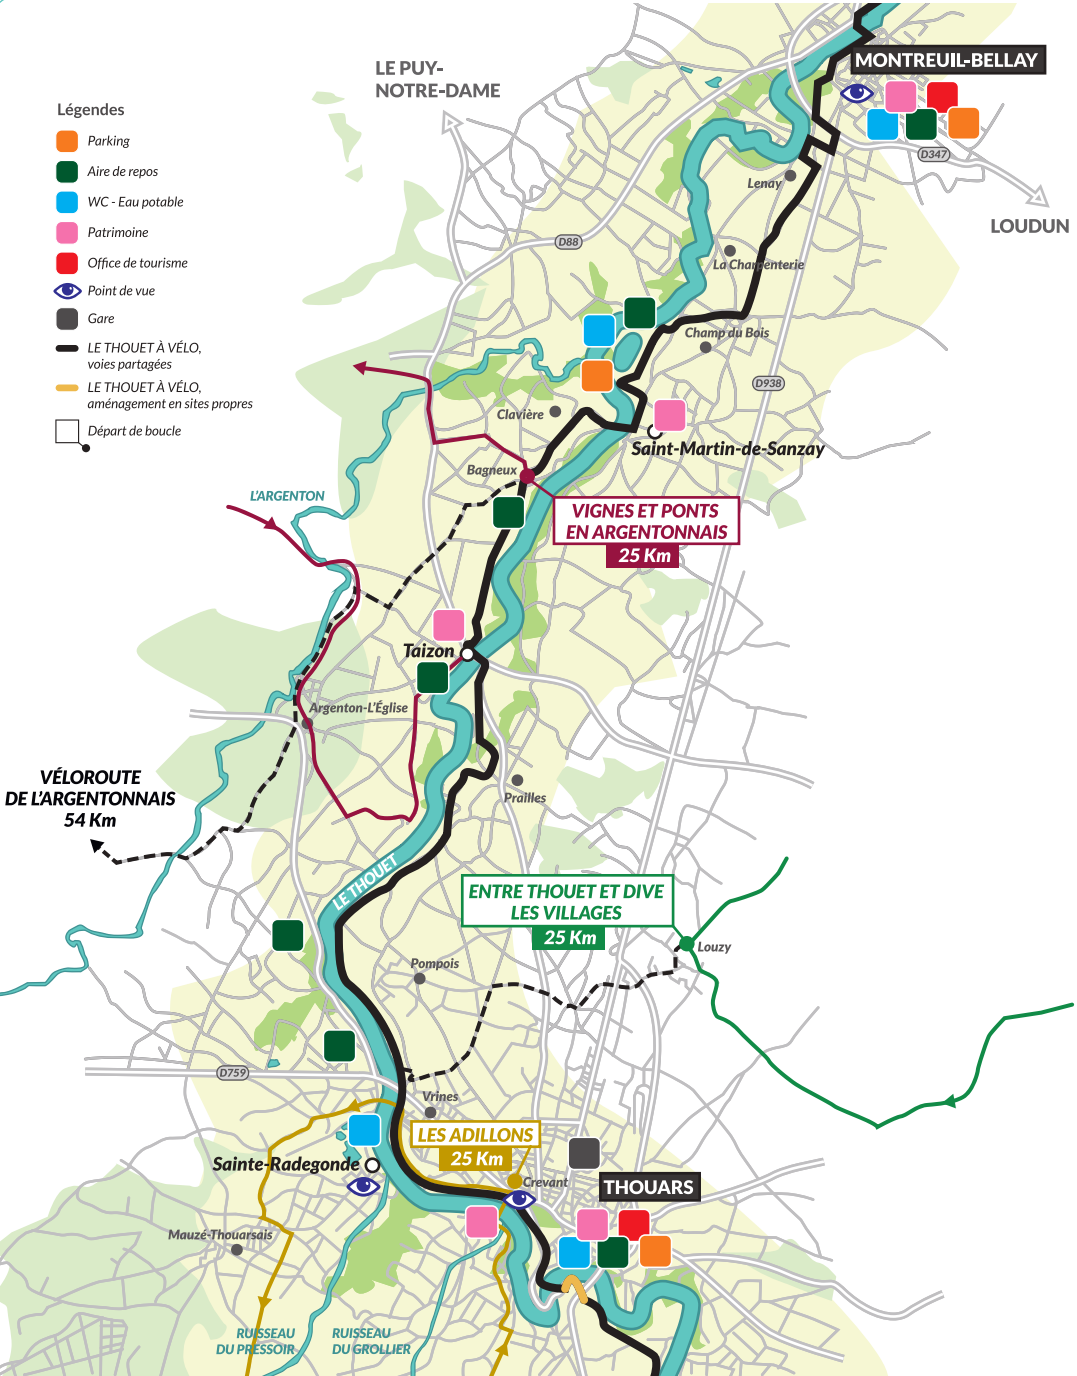 LE PUY-
NOTRE-DAME
MONTREUIL-BELLAY
Légendes
Parking
Aire de repos
WC - Eau potable
Patrimoine
Office de tourisme
Point de vue
Gare
LE THOUET À VÉLO,
voies partagées
LE THOUET À VÉLO,
aménagement en sites propres
Départ de boucle
D347
Lenay
LOUDUN
D88
La Charpenterie
Champ du Bois
D938
Clavière
Saint-Martin-de-Sanzay
Bagneux
L'ARGENTON
VIGNES ET PONTS
EN ARGENTONNAIS
25 Km
Taizon
Argenton-L'Église
VÉLOROUTE
DE L'ARGENTONNAIS
54 Km
Prailles
LE THOUET
ENTRE THOUET ET DIVE
LES VILLAGES
25 Km
Louzy
Pompois
D759
Vrines
LES ADILLONS
25 Km
Sainte-Radegonde
Crevant
THOUARS
Mauzé-Thouarsais
RUISSEAU
DU PRESSOIR
RUISSEAU
DU GROLLIER